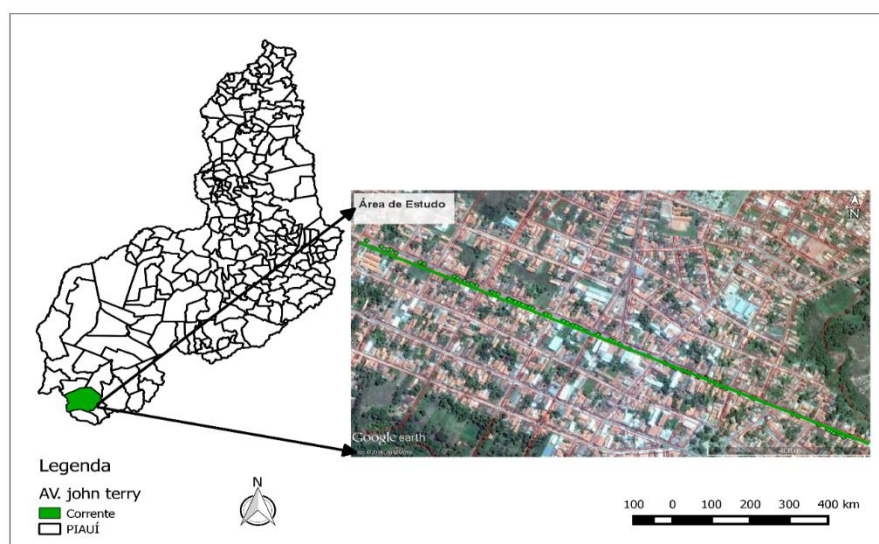 Área de Estudo
N
Google earth
Legenda
AV. john terry
Corrente
PIAUÍ
N
100 0 100 200 300 400 km